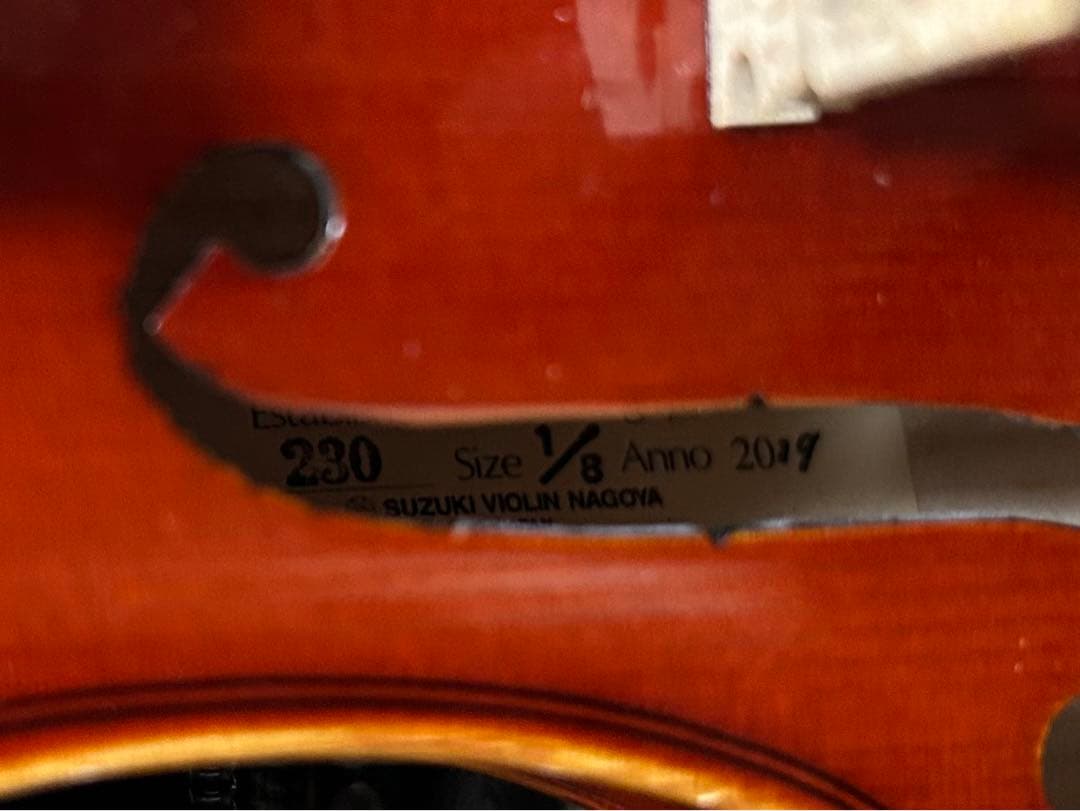 230 Size 1/8 Anno 2019
SUZUKI VIOLIN NAGOYA